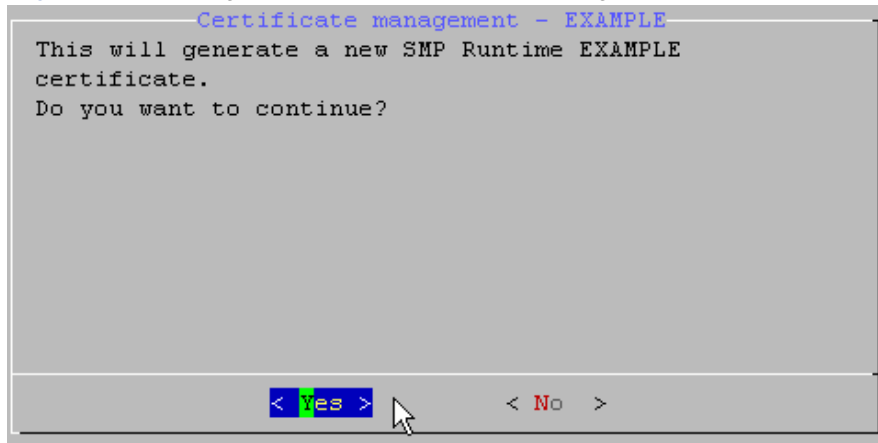 Certificate management - EXAMPLE
This will generate a new SMP Runtime EXAMPLE
certificate.
Do you want to continue?
< Yes > < No >